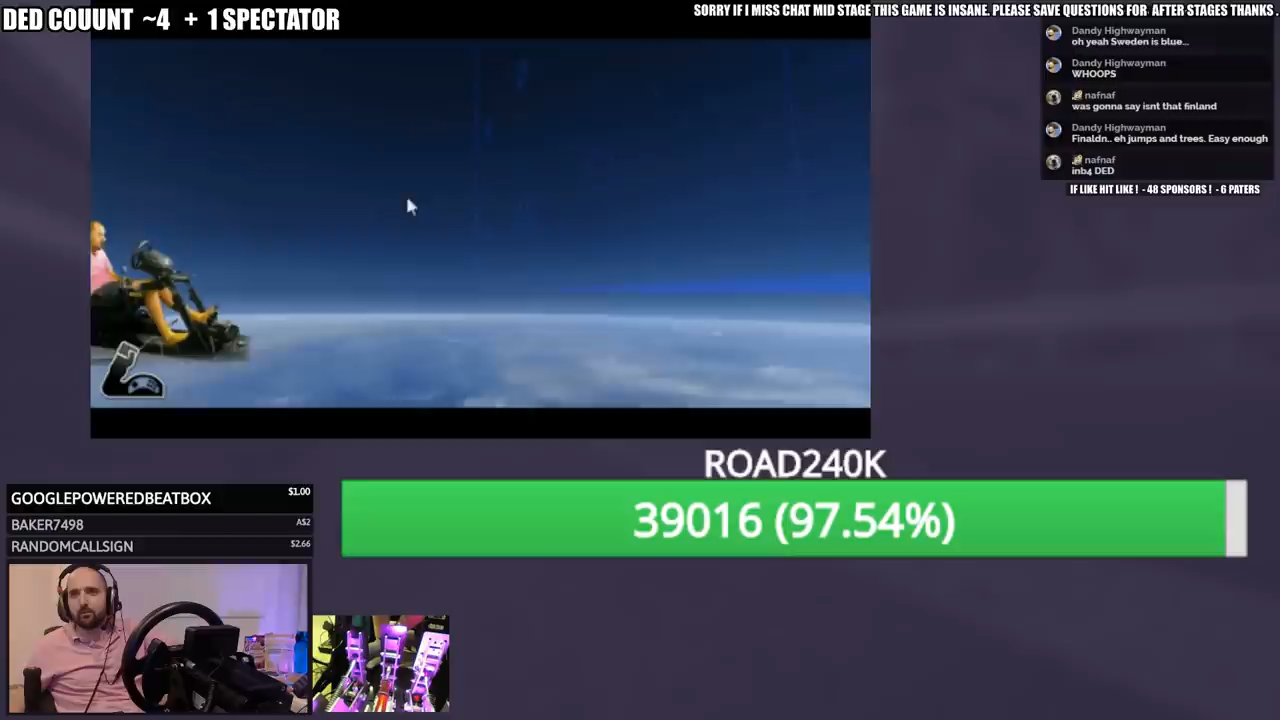 DED COUUNT ~4 + 1 SPECTATOR
SORRY IF I MISS CHAT MID STAGE THIS GAME IS INSANE. PLEASE SAVE QUESTIONS FOR AFTER STAGES THANKS .
Dandy Highwayman
oh yeah Sweden is blue...
Dandy Highwayman
WHOOPS
nafnaf
was gonna say isnt that finland
Dandy Highwayman
Finaldn.. eh jumps and trees. Easy enough
nafnaf
inb4 DED
IF LIKE HIT LIKE ! - 48 SPONSORS ! - 6 PATERS
ROAD240K
39016 (97.54%)
GOOGLEPOWEREDBEATBOX $1.00
BAKER7498 A$2
RANDOMCALLSIGN $2.66